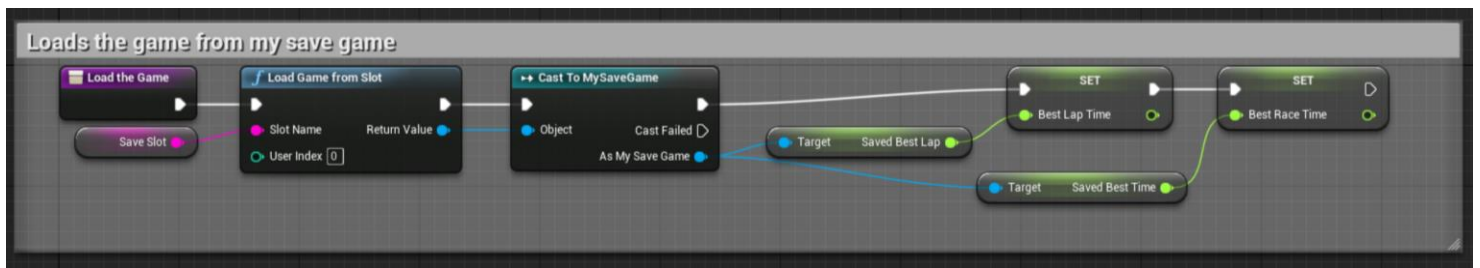 Loads the game from my save game
Load the Game
Save Slot
f Load Game from Slot
Slot Name Return Value
User Index 0
Cast To MySaveGame
Object Cast Failed
As My Save Game
Target Saved Best Lap
SET
Best Lap Time
Target Saved Best Time
SET
Best Race Time